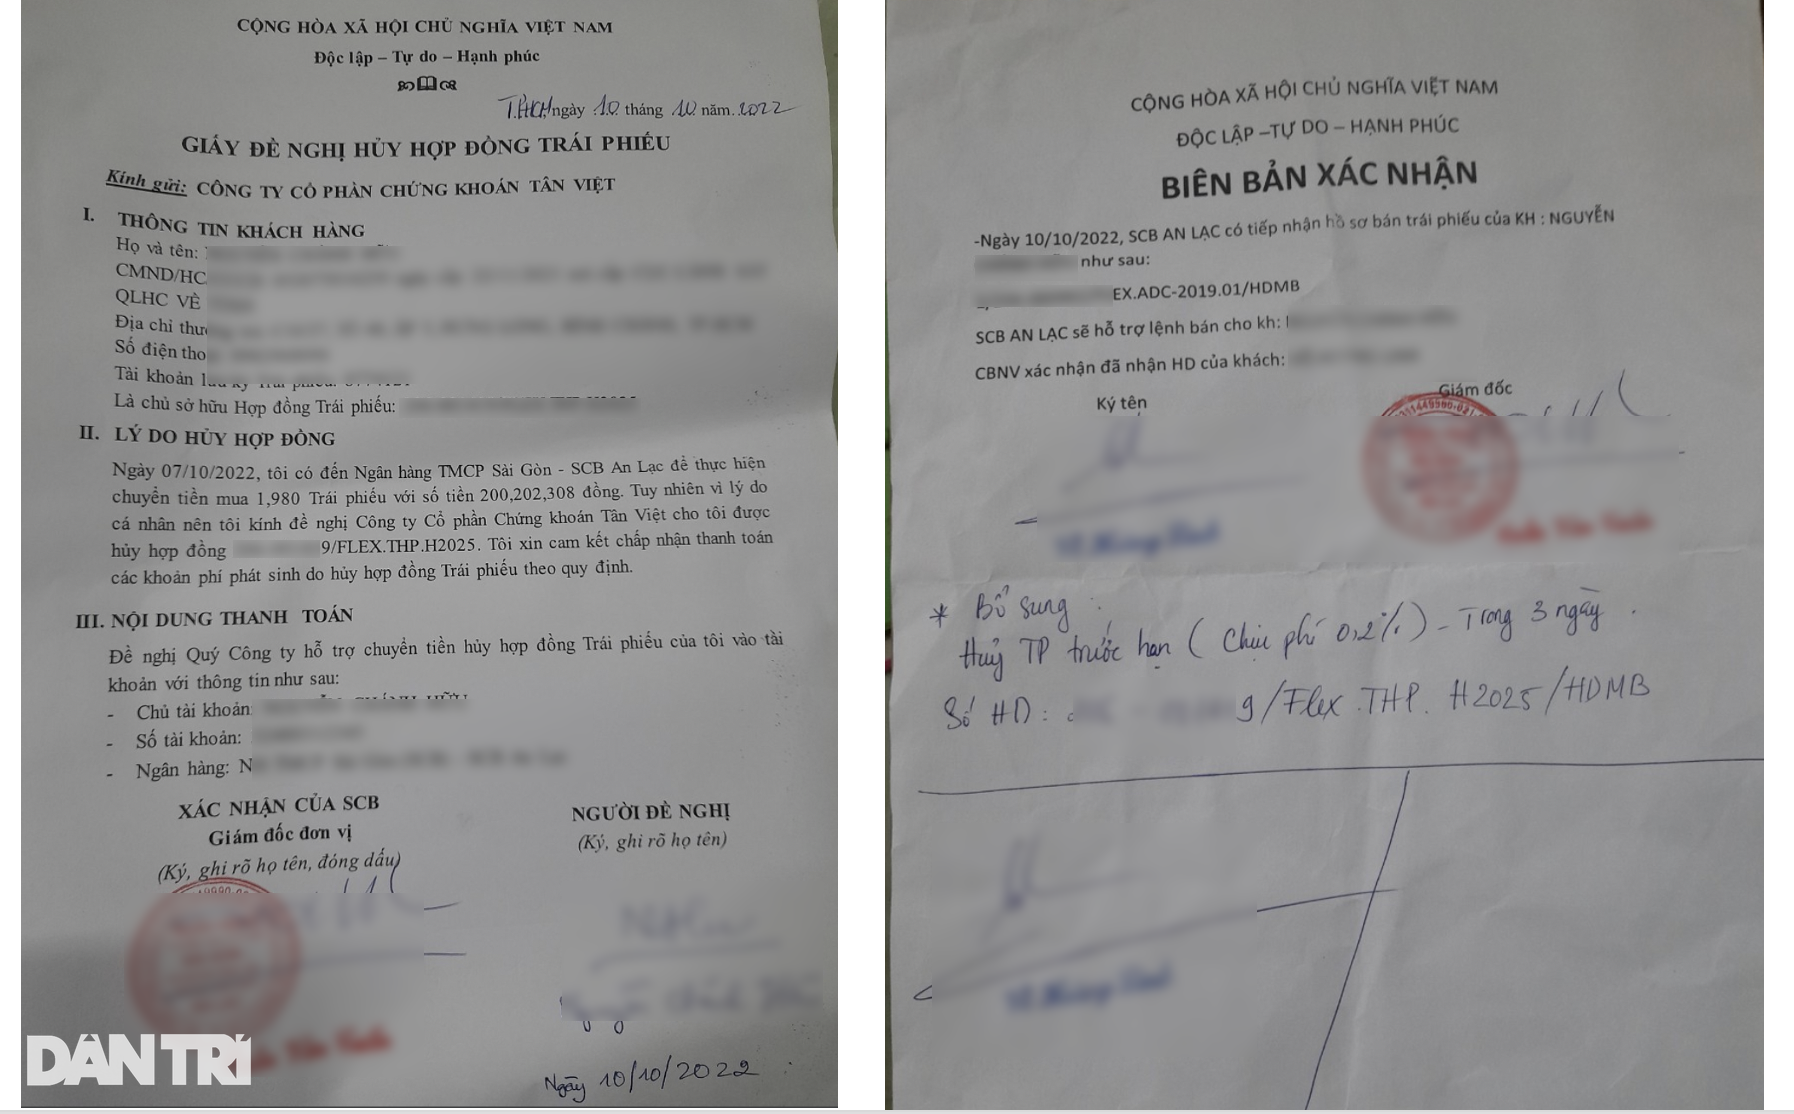 CỘNG HÒA XÃ HỘI CHỦ NGHĨA VIỆT NAM
Độc lập – Tự do – Hạnh phúc
T.PHCM, ngày 10 tháng 10 năm 2022
GIẤY ĐỀ NGHỊ HỦY HỢP ĐỒNG TRÁI PHIẾU
Kính gửi: CÔNG TY CỔ PHẦN CHỨNG KHOÁN TÂN VIỆT
I. THÔNG TIN KHÁCH HÀNG
Họ và tên:
CMND/HC
QLHC VỀ
Địa chỉ thư
Số điện tho
Tài khoản
Là chủ sở hữu Hợp đồng Trái phiếu:
II. LÝ DO HỦY HỢP ĐỒNG
Ngày 07/10/2022, tôi có đến Ngân hàng TMCP Sài Gòn - SCB An Lạc để thực hiện
chuyển tiền mua 1,980 Trái phiếu với số tiền 200,202,308 đồng. Tuy nhiên vì lý do
cá nhân nên tôi kính đề nghị Công ty Cổ phần Chứng khoán Tân Việt cho tôi được
hủy hợp đồng 9/FLEX.THP.H2025. Tôi xin cam kết chấp nhận thanh toán
các khoản phí phát sinh do hủy hợp đồng Trái phiếu theo quy định.
III. NỘI DUNG THANH TOÁN
Đề nghị Quý Công ty hỗ trợ chuyển tiền hủy hợp đồng Trái phiếu của tôi vào tài
khoản với thông tin như sau:
- Chủ tài khoản
- Số tài khoản:
- Ngân hàng: N
XÁC NHẬN CỦA SCB
Giám đốc đơn vị
(Ký, ghi rõ họ tên, đóng dấu)
NGƯỜI ĐỀ NGHỊ
(Ký, ghi rõ họ tên)
Ngày 10/10/2022
DÂN TRÍ
CỘNG HÒA XÃ HỘI CHỦ NGHĨA VIỆT NAM
ĐỘC LẬP –TỰ DO – HẠNH PHÚC
BIÊN BẢN XÁC NHẬN
-Ngày 10/10/2022, SCB AN LẠC có tiếp nhận hồ sơ bán trái phiếu của KH : NGUYỄN
như sau:
EX.ADC-2019.01/HDMB
SCB AN LẠC sẽ hỗ trợ lệnh bán cho kh:
CBNV xác nhận đã nhận HD của khách:
Ký tên
Giám đốc
* Bổ sung :
Huỷ TP trước hạn ( Chịu phí 0,2%) - Trong 3 ngày .
Số HD : 9/Flex.THP.H2025/HDMB